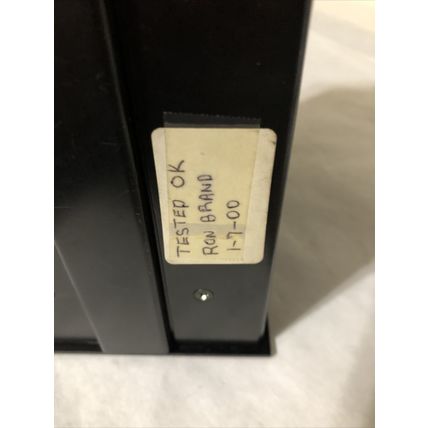 TESTED OK
RON BRAND
1-7-00